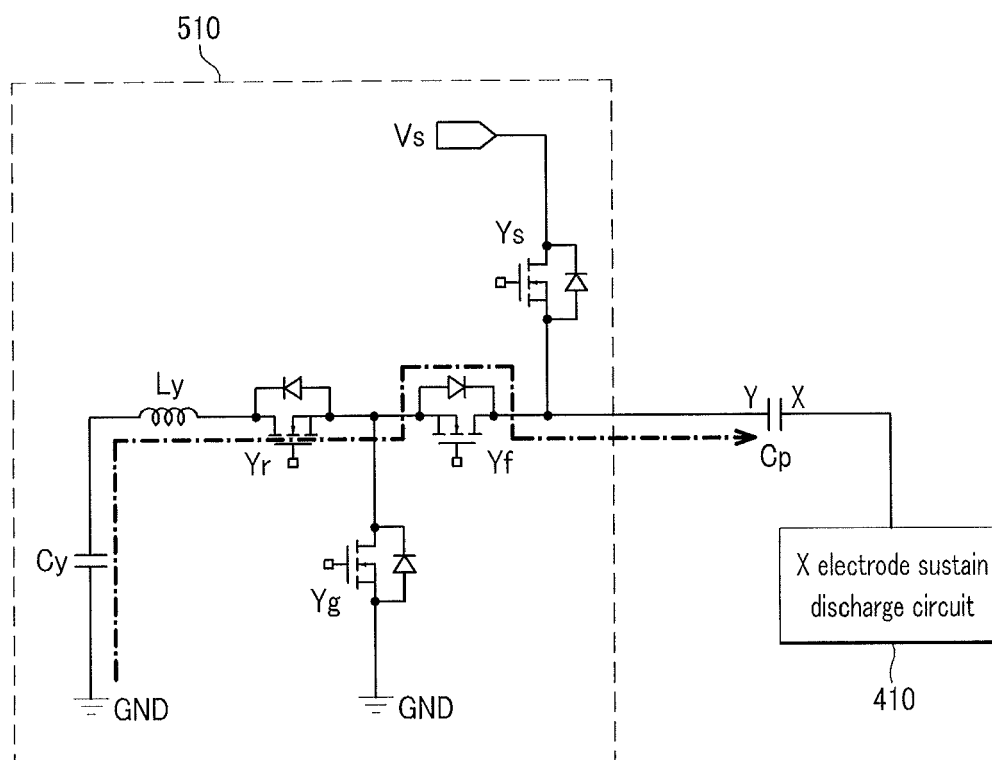 510
Vs
Ys
Ly
Yr
Yf
Y
X
Cp
Cy
Yg
GND
GND
X electrode sustain
discharge circuit
410